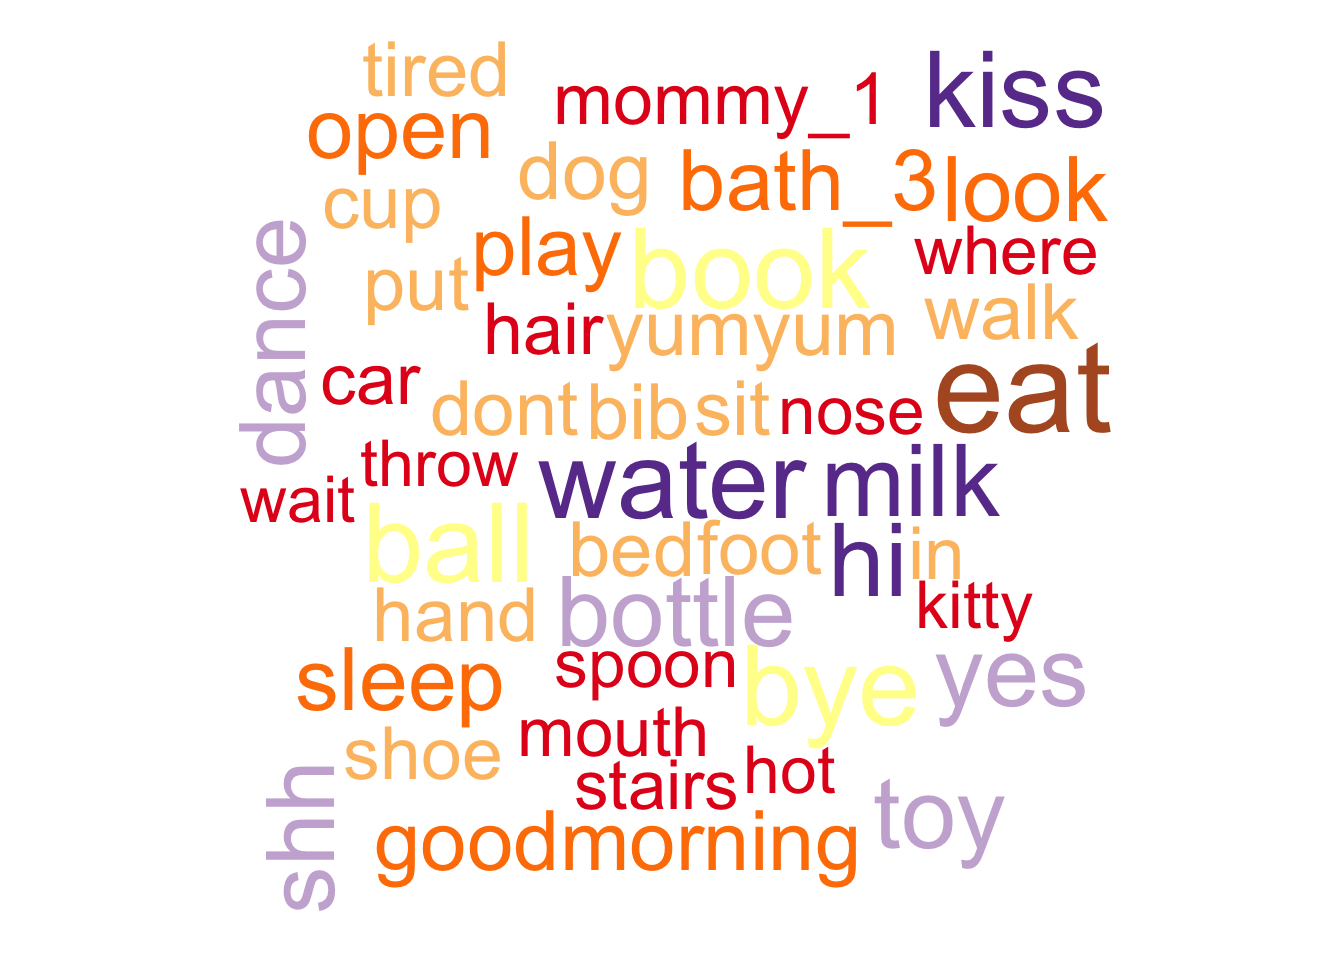 tired
mommy_1 kiss
open
dog bath_3 look
cup
play book where
dance
put
hair yumyum walk
car eat
dont bib sit nose
throw water milk
wait
ball
bed foot hi in
hand bottle kitty
sleep spoon bye yes
shoe mouth
stairs hot
shh
toy
goodmorning